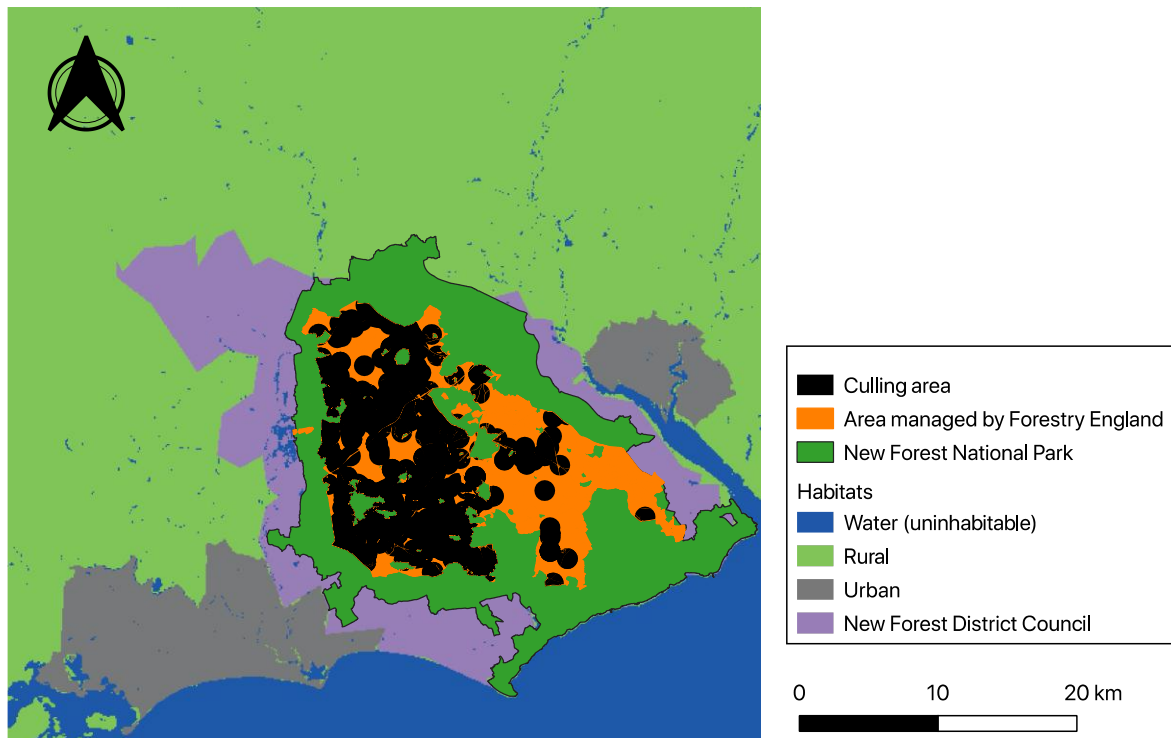 Culling area
Area managed by Forestry England
New Forest National Park
Habitats
Water (uninhabitable)
Rural
Urban
New Forest District Council
0 10 20 km